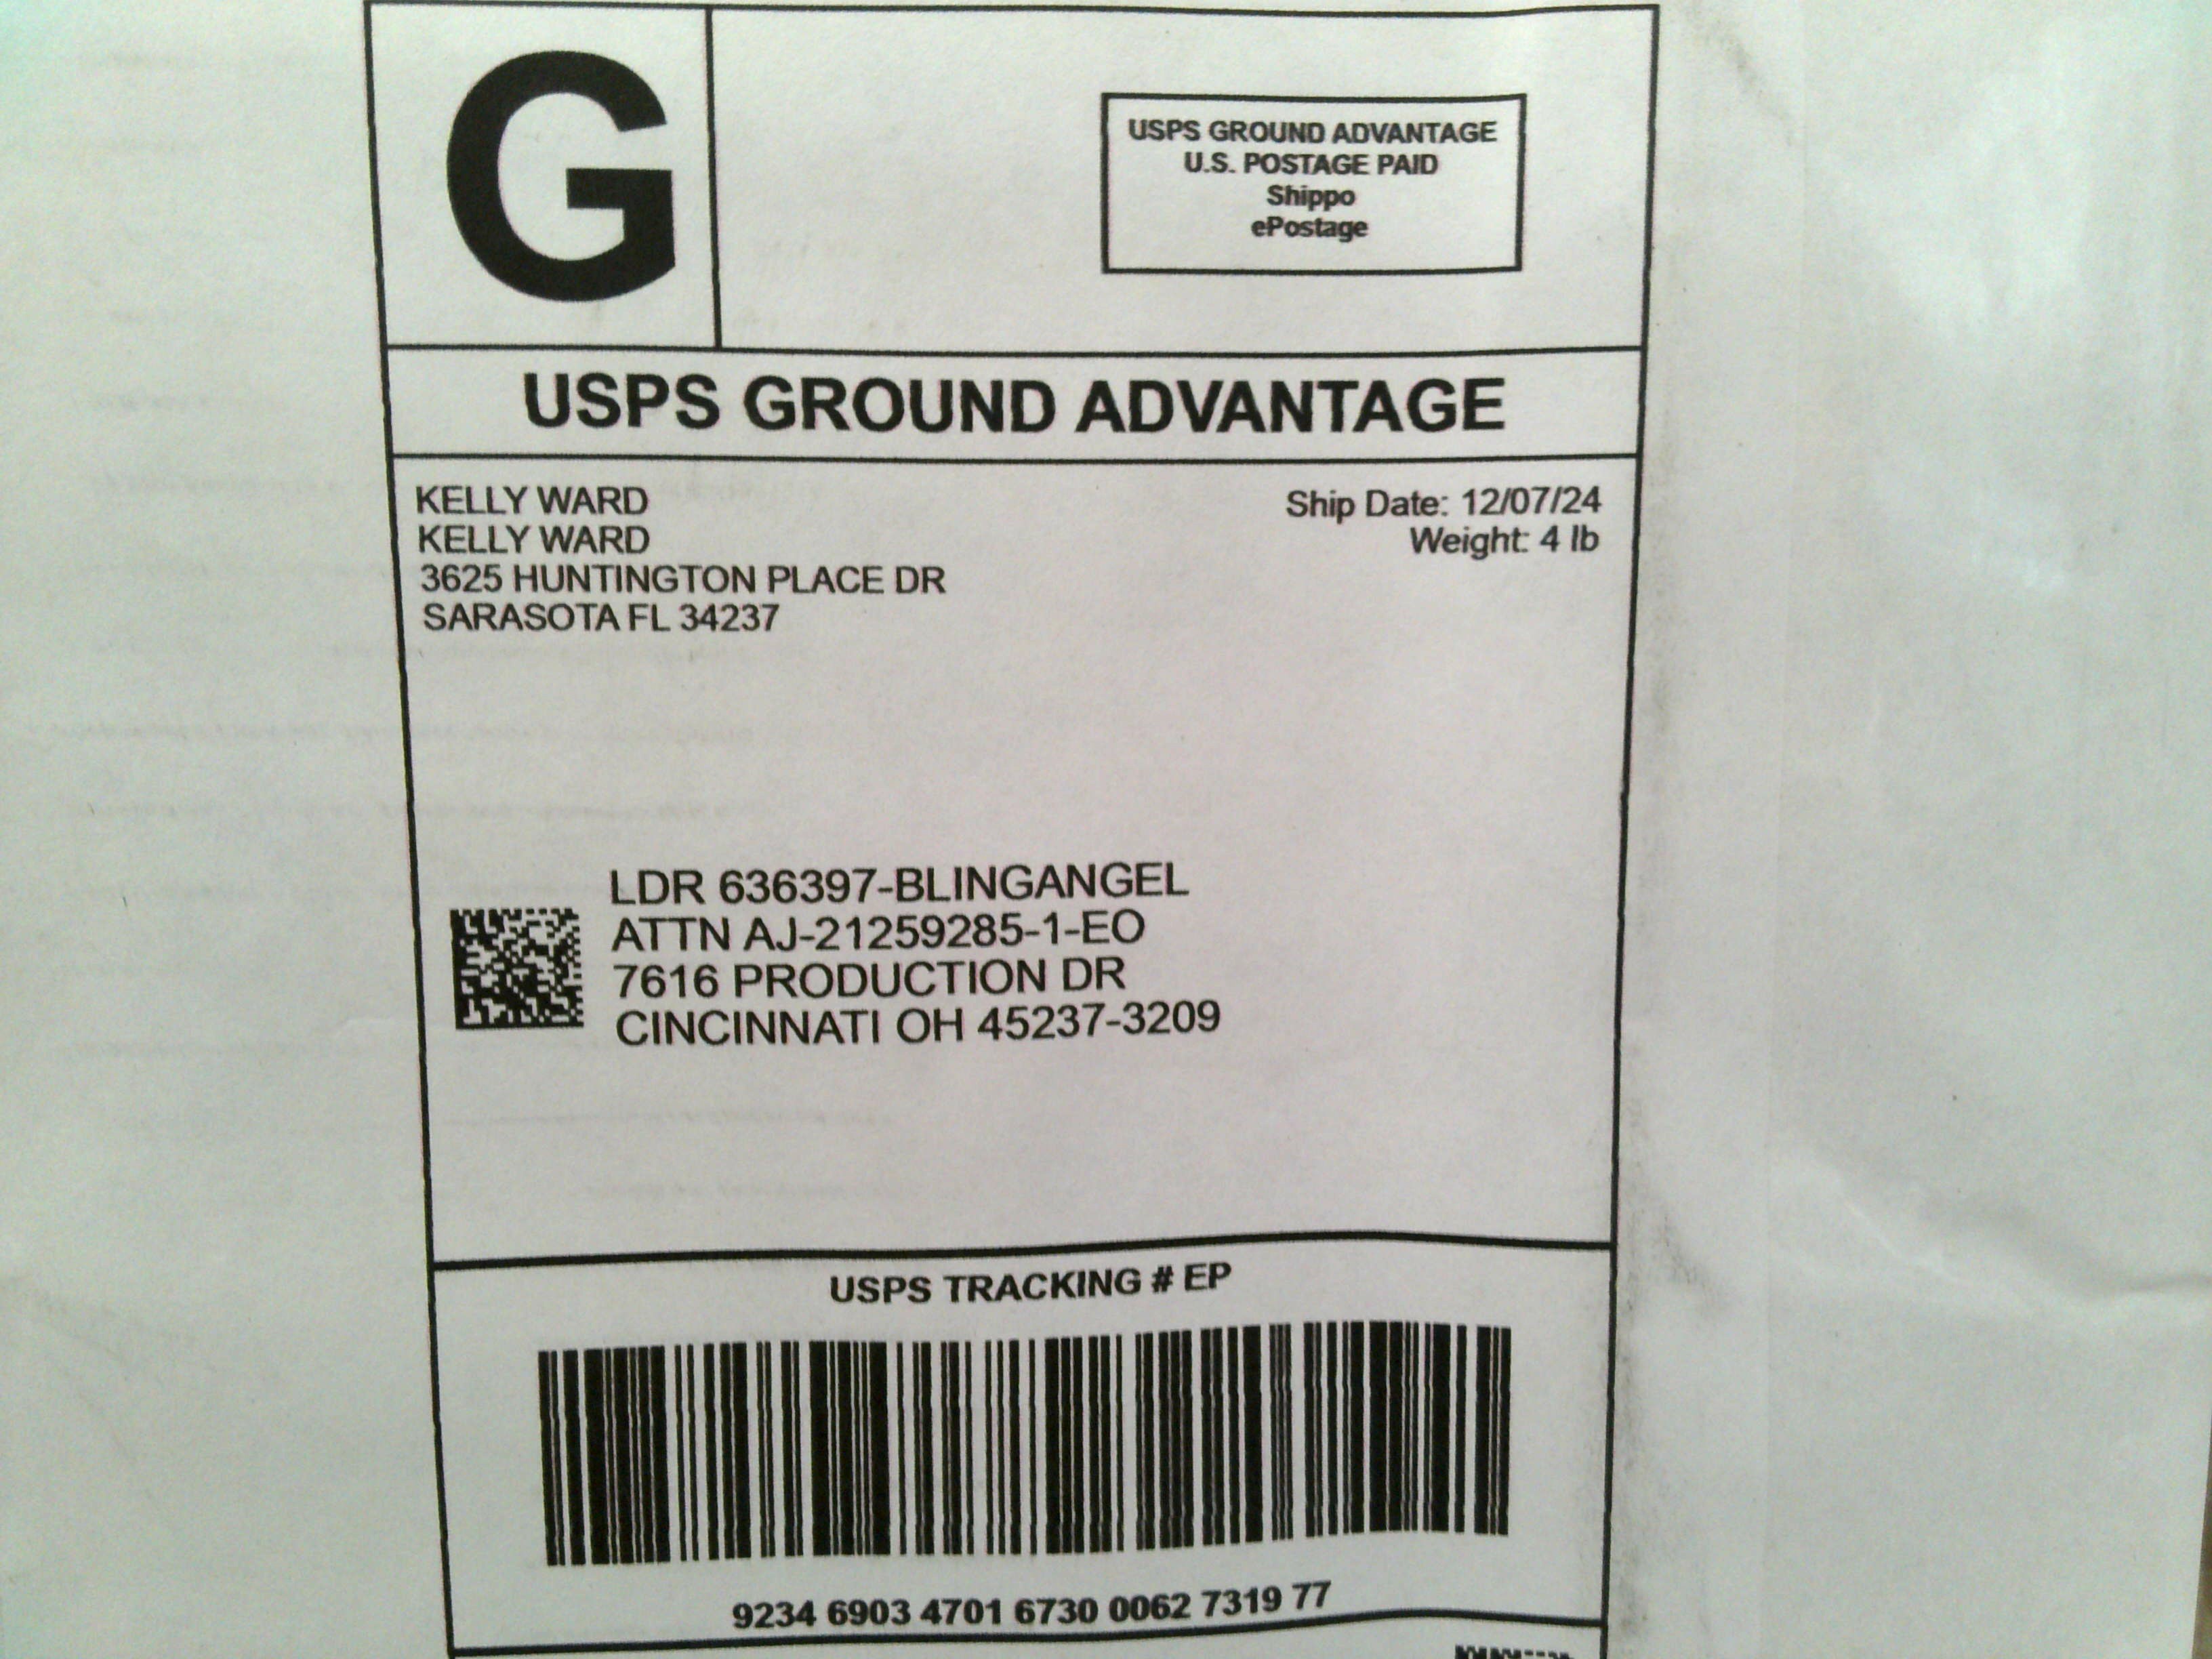 G
USPS GROUND ADVANTAGE
U.S. POSTAGE PAID
Shippo
ePostage
USPS GROUND ADVANTAGE
KELLY WARD
KELLY WARD
3625 HUNTINGTON PLACE DR
SARASOTA FL 34237
Ship Date: 12/07/24
Weight: 4 lb
LDR 636397-BLINGANGEL
ATTN AJ-21259285-1-EO
7616 PRODUCTION DR
CINCINNATI OH 45237-3209
USPS TRACKING # EP
9234 6903 4701 6730 0062 7319 77